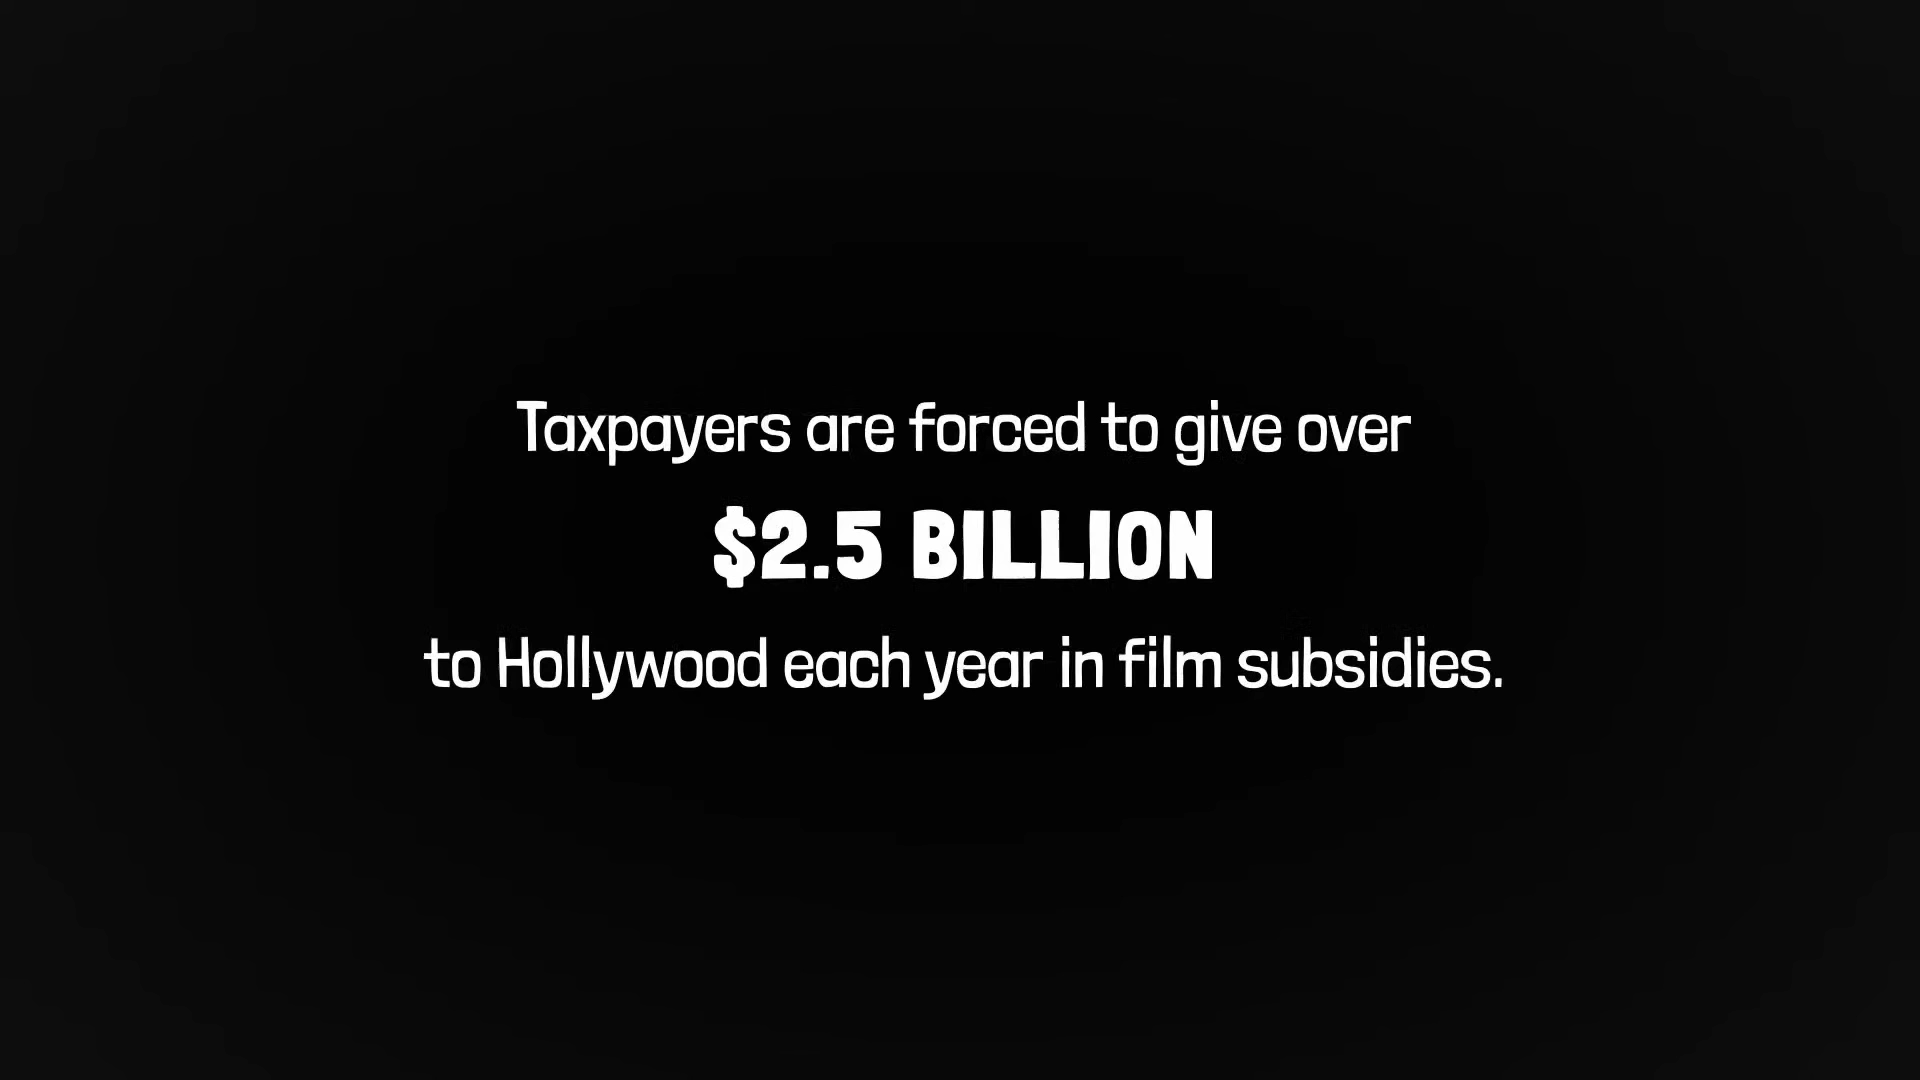 Taxpayers are forced to give over
$2.5 BILLION
to Hollywood each year in film subsidies.